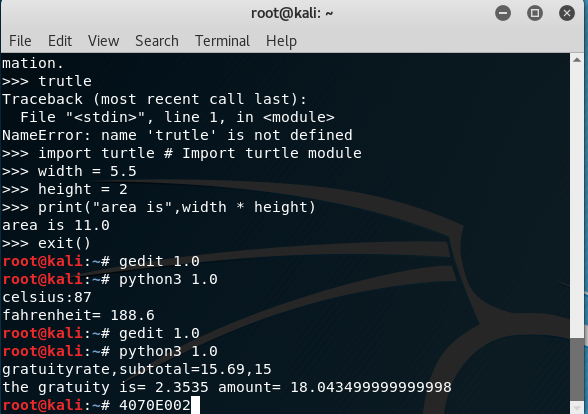 root@kali: ~
File Edit View Search Terminal Help
mation.
>>> trutle
Traceback (most recent call last):
  File "<stdin>", line 1, in <module>
NameError: name 'trutle' is not defined
>>> import turtle # Import turtle module
>>> width = 5.5
>>> height = 2
>>> print("area is",width * height)
area is 11.0
>>> exit()
root@kali:~# gedit 1.0
root@kali:~# python3 1.0
celsius:87
fahrenheit= 188.6
root@kali:~# gedit 1.0
root@kali:~# python3 1.0
gratuityrate,subtotal=15.69,15
the gratuity is= 2.3535 amount= 18.043499999999998
root@kali:~# 4070E002